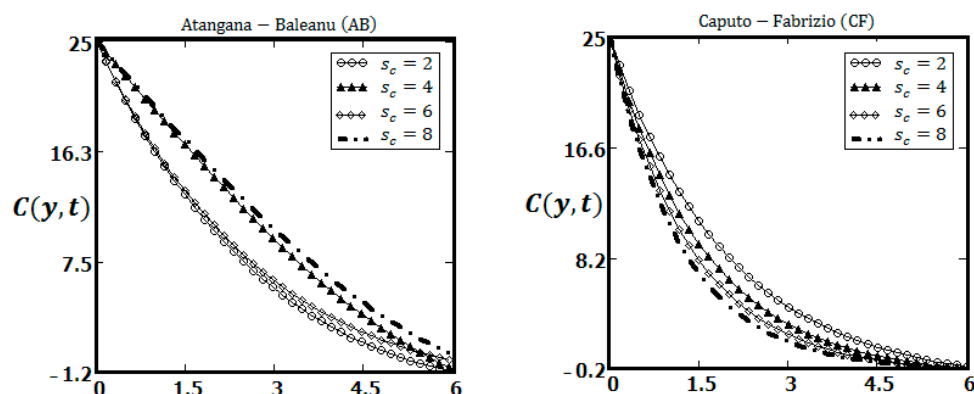 Atangana – Baleanu (AB)
25
16.3
C(y, t)
7.5
– 1.2
0
1.5
3
4.5
6
s_c = 2
s_c = 4
s_c = 6
s_c = 8
Caputo – Fabrizio (CF)
25
16.6
C(y, t)
8.2
– 0.2
0
1.5
3
4.5
6
s_c = 2
s_c = 4
s_c = 6
s_c = 8